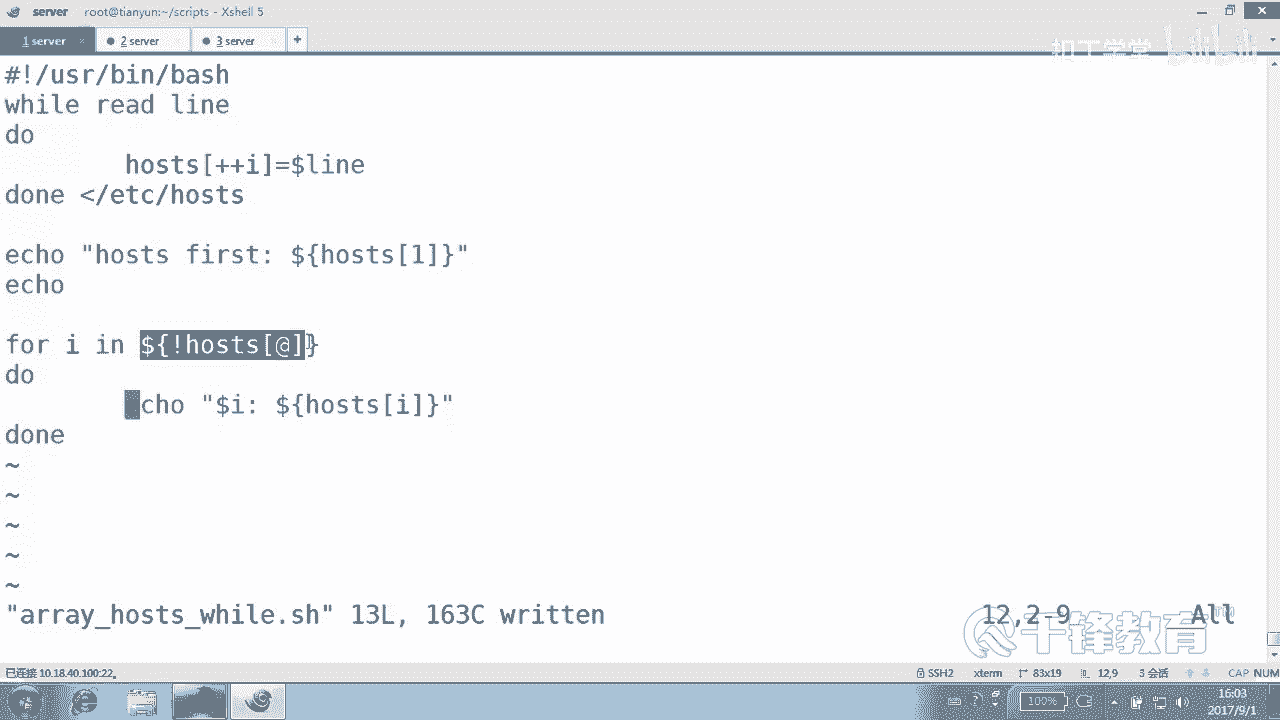 server root@tianyun:~/scripts - Xshell 5
1 server 2 server 3 server +
扣丁学堂 bilibili
#!/usr/bin/bash
while read line
do
hosts[++i]=$line
done </etc/hosts
echo "hosts first: ${hosts[1]}"
echo
for i in ${!hosts[@]}
do
echo "$i: ${hosts[i]}"
done
~
~
~
~
~
"array_hosts_while.sh" 13L, 163C written 12,2-9 All
千锋教育
已连接 10.18.40.100:22。 SSH2 xterm 83x19 12,9 3 会话 CAP NUM
100% 16:03
2017/9/1